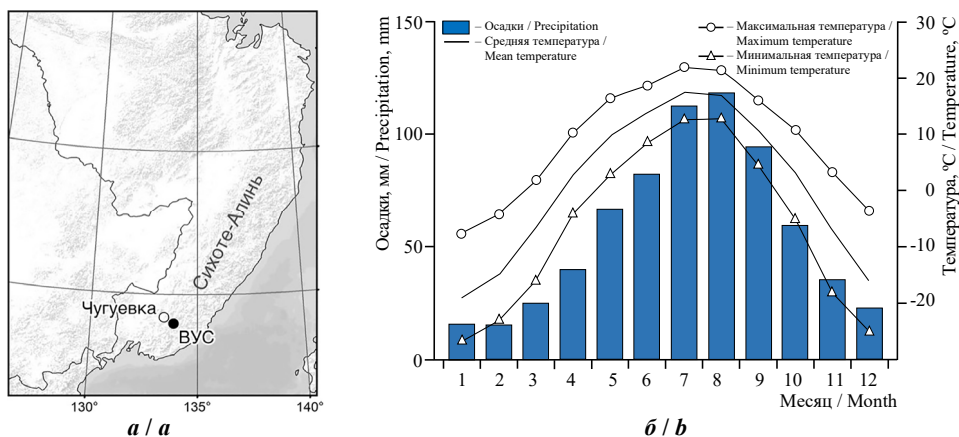 Сихоте-Алинь
Чугуевка
ВУС
130°
135°
140°
а / a
Осадки, мм / Precipitation, mm
150
100
50
0
– Осадки / Precipitation
– Средняя температура /
Mean temperature
– Максимальная температура /
Maximum temperature
– Минимальная температура /
Minimum temperature
30
20
10
0
-10
-20
Температура, ºC / Temperature, ºC
1 2 3 4 5 6 7 8 9 10 11 12
Месяц / Month
б / b